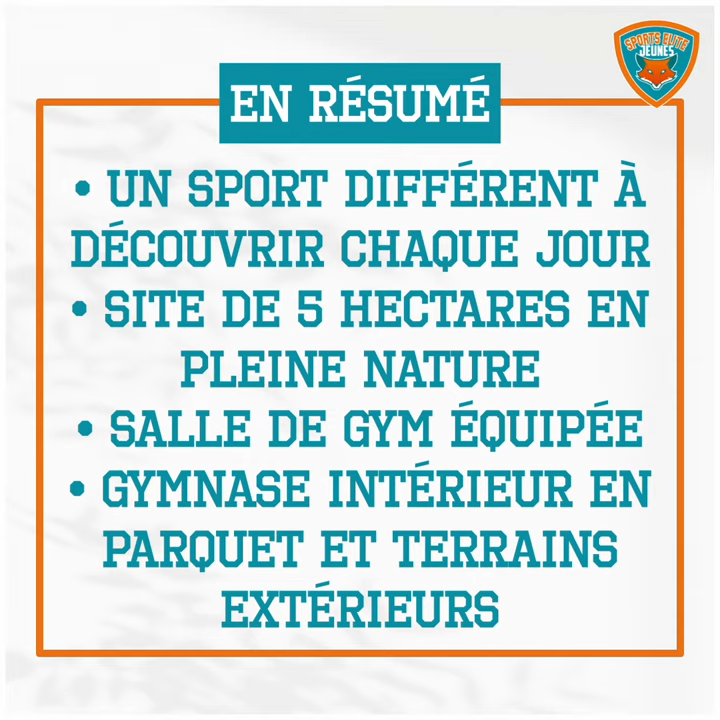 SPORTS ELITE
JEUNES
EN RÉSUMÉ
• UN SPORT DIFFÉRENT À
DÉCOUVRIR CHAQUE JOUR
• SITE DE 5 HECTARES EN
PLEINE NATURE
• SALLE DE GYM ÉQUIPÉE
• GYMNASE INTÉRIEUR EN
PARQUET ET TERRAINS
EXTÉRIEURS